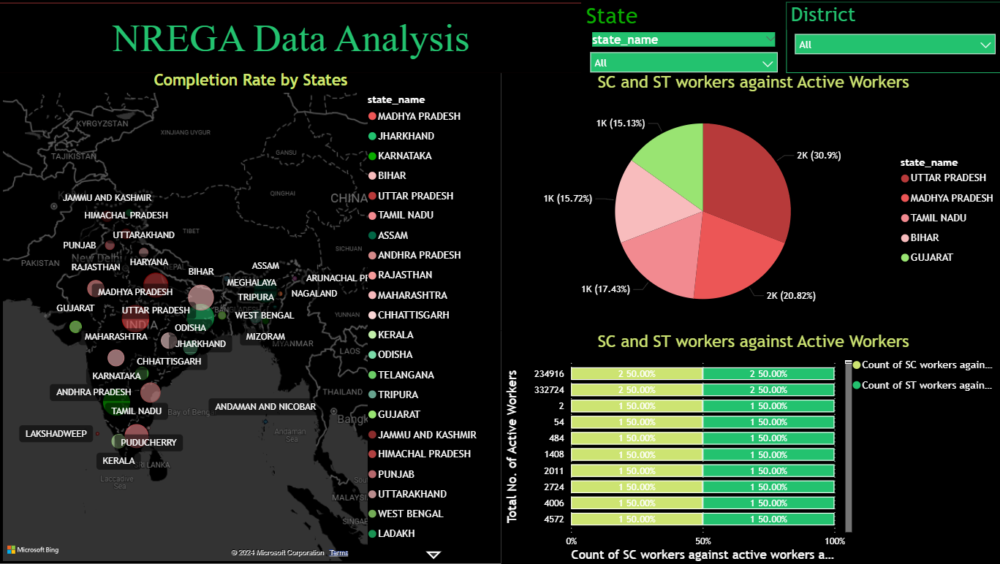 NREGA Data Analysis
State
state_name
All
District
All
Completion Rate by States
KYRGYZSTAN
XINJIANG UYGUR
TAJIKISTAN
GANSU
QINGHAI
CHINA
TIBET
SICHUAN
PAKISTAN
New Delhi
NEPAL
BANGLADESH
YUNNAN
INDIA
MYANMAR
LAOS
THAILAND
Bay of Benga
Bangk
Andaman
Sea
SRI LANKA
Laccadive
Sea
MALAYSI
SINGAP
JAMMU AND KASHMIR
HIMACHAL PRADESH
UTTARAKHAND
PUNJAB
HARYANA
RAJASTHAN
BIHAR
ASSAM
MEGHALAYA
ARUNACHAL PR
MADHYA PRADESH
TRIPURA
NAGALAND
GUJARAT
UTTAR PRADESH
WEST BENGAL
ODISHA
MAHARASHTRA
JHARKHAND
MIZORAM
CHHATTISGARH
KARNATAKA
ANDHRA PRADESH
TAMIL NADU
ANDAMAN AND NICOBAR
LAKSHADWEEP
PUDUCHERRY
KERALA
Microsoft Bing
© 2024 Microsoft Corporation Terms
state_name
MADHYA PRADESH
JHARKHAND
KARNATAKA
BIHAR
UTTAR PRADESH
TAMIL NADU
ASSAM
ANDHRA PRADESH
RAJASTHAN
MAHARASHTRA
CHHATTISGARH
KERALA
ODISHA
TELANGANA
TRIPURA
GUJARAT
JAMMU AND KASHMIR
HIMACHAL PRADESH
PUNJAB
UTTARAKHAND
WEST BENGAL
LADAKH
SC and ST workers against Active Workers
1K (15.13%)
2K (30.9%)
1K (15.72%)
1K (17.43%)
2K (20.82%)
state_name
UTTAR PRADESH
MADHYA PRADESH
TAMIL NADU
BIHAR
GUJARAT
SC and ST workers against Active Workers
Total No. of Active Workers
234916 2 50.00% 2 50.00%
332724 2 50.00% 2 50.00%
2 1 50.00% 1 50.00%
54 1 50.00% 1 50.00%
484 1 50.00% 1 50.00%
1408 1 50.00% 1 50.00%
2011 1 50.00% 1 50.00%
2724 1 50.00% 1 50.00%
4006 1 50.00% 1 50.00%
4572 1 50.00% 1 50.00%
0% 50% 100%
Count of SC workers against active workers a...
Count of SC workers again...
Count of ST workers again...